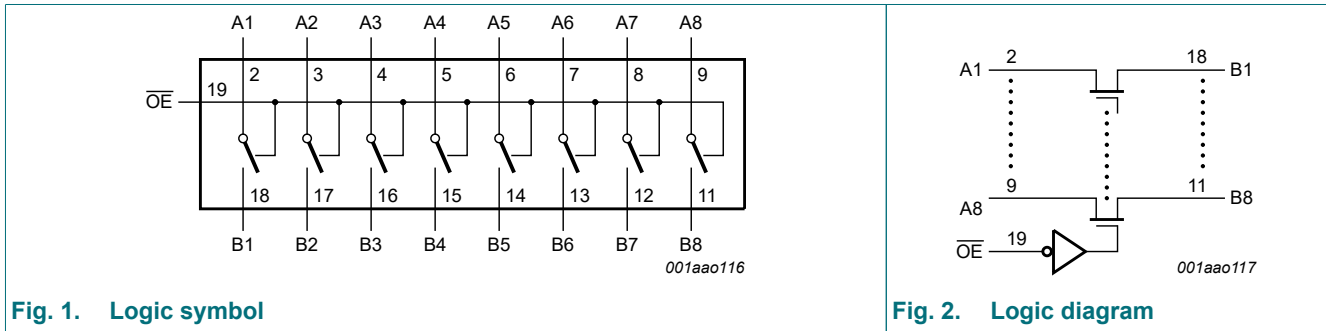 A1 A2 A3 A4 A5 A6 A7 A8
2 3 4 5 6 7 8 9
OE 19
18 17 16 15 14 13 12 11
B1 B2 B3 B4 B5 B6 B7 B8
001aao116
Fig. 1. Logic symbol
A1 2 18 B1
A8 9 11 B8
OE 19
001aao117
Fig. 2. Logic diagram